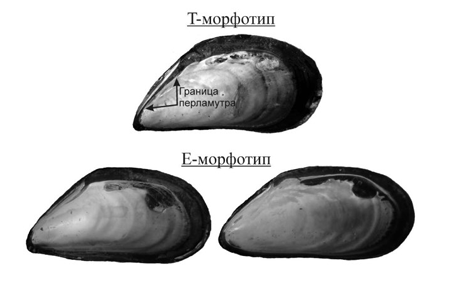 Т-морфотип
Граница
перламутра
Е-морфотип